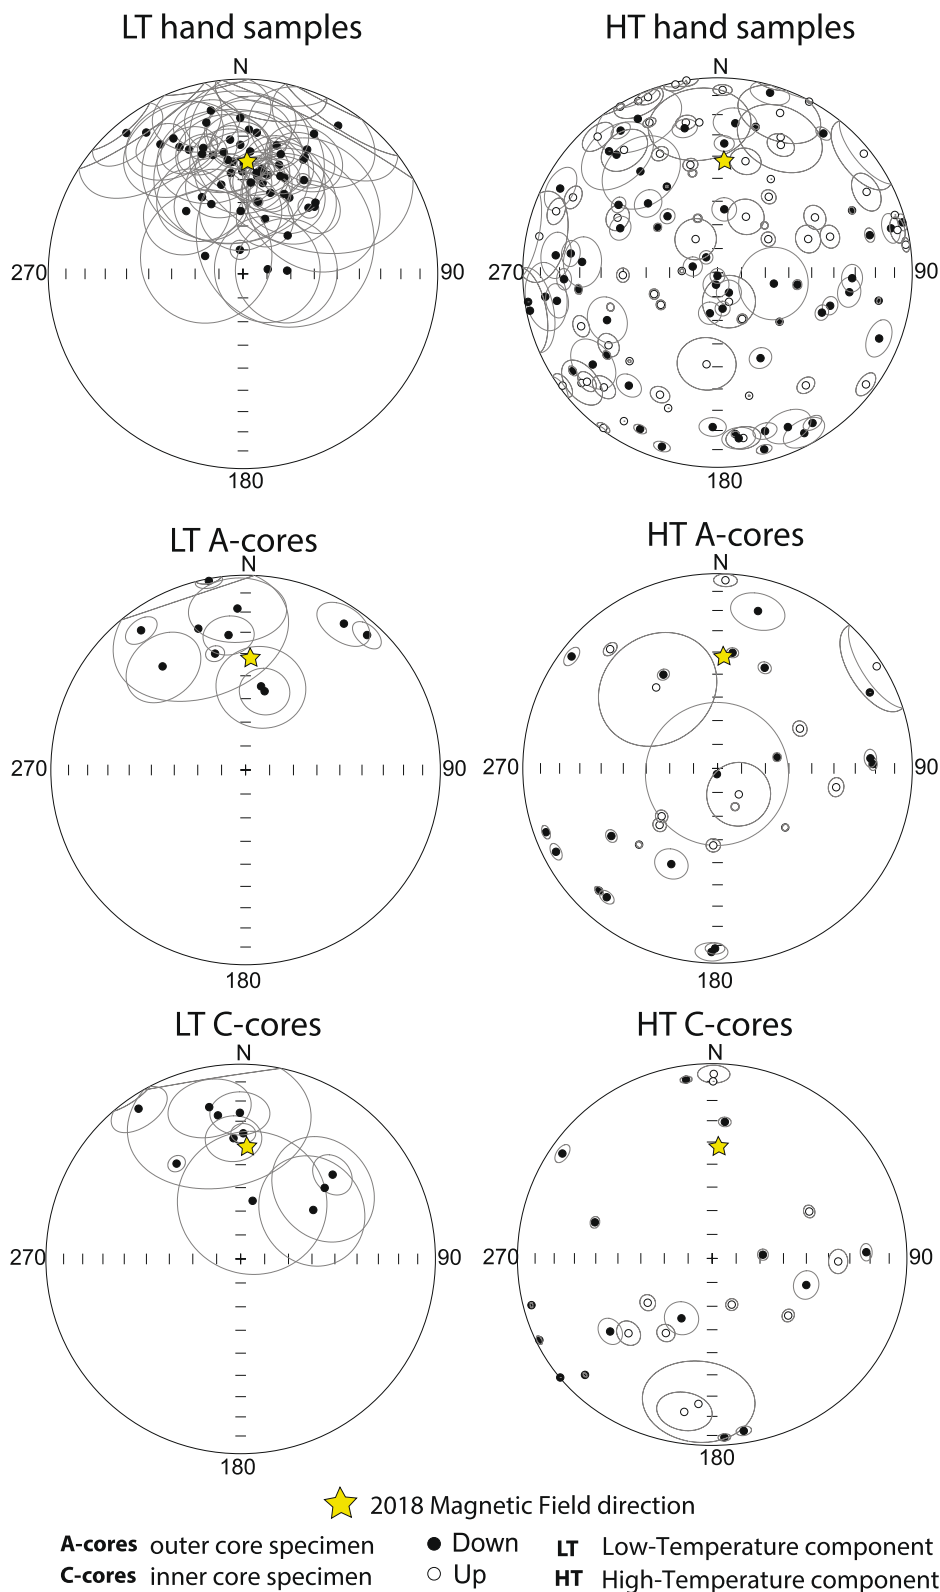 LT hand samples
HT hand samples
N
N
270
90
270
90
180
180
LT A-cores
HT A-cores
N
N
270
90
270
90
180
180
LT C-cores
HT C-cores
N
N
270
90
270
90
180
180
2018 Magnetic Field direction
A-cores outer core specimen
Down
LT Low-Temperature component
C-cores inner core specimen
Up
HT High-Temperature component